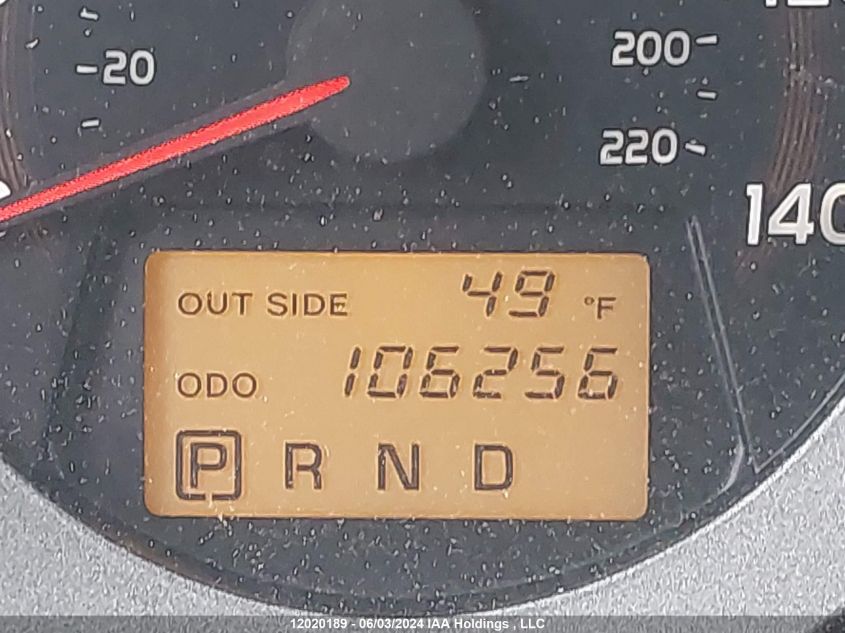 20
200
220
140
OUT SIDE 49 °F
ODO 106256
P R N D
12020189 - 06/03/2024 IAA Holdings , LLC